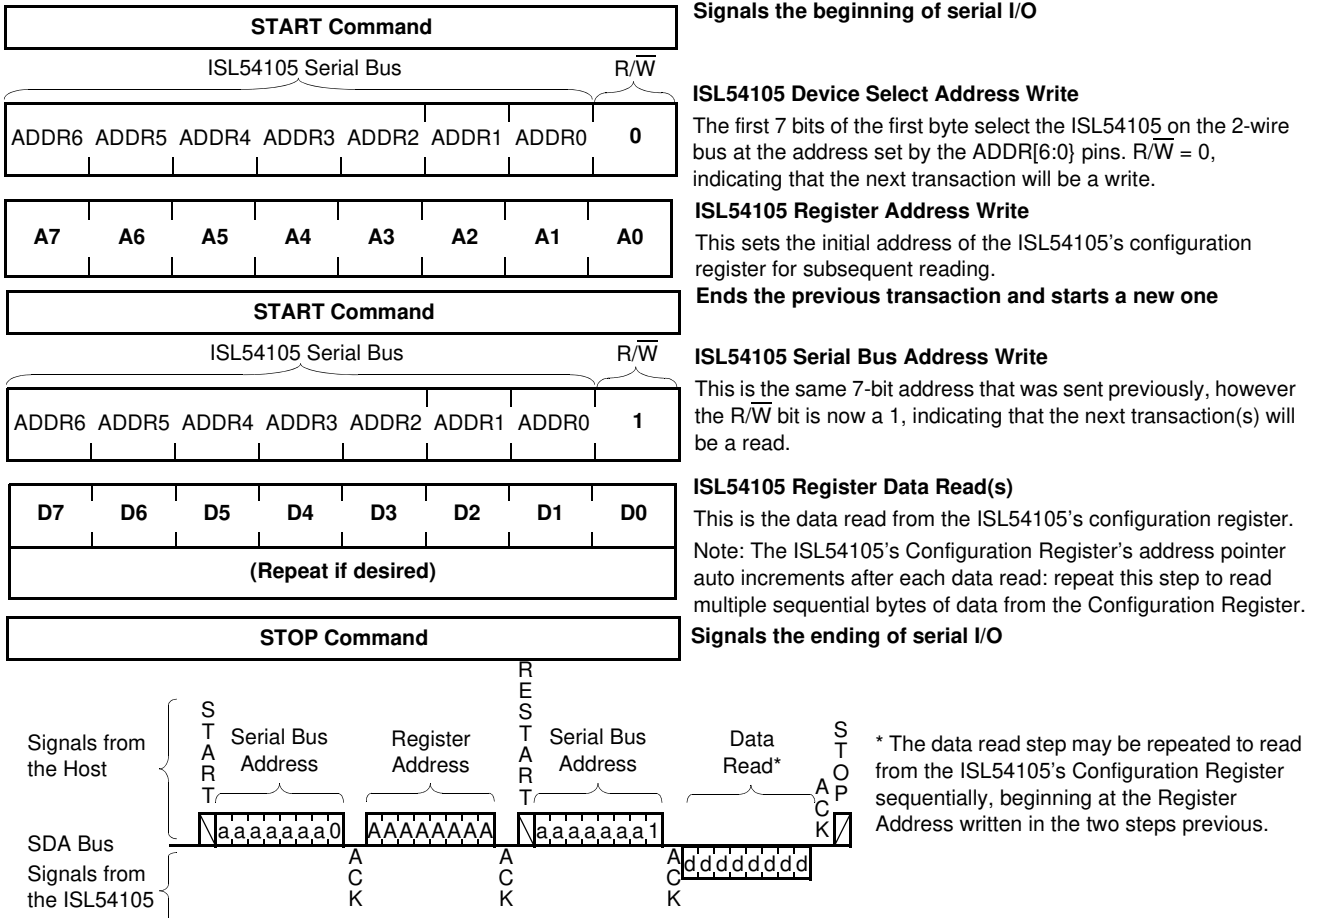 START Command
Signals the beginning of serial I/O
ISL54105 Serial Bus
R/W
ADDR6 ADDR5 ADDR4 ADDR3 ADDR2 ADDR1 ADDR0 0
ISL54105 Device Select Address Write
The first 7 bits of the first byte select the ISL54105 on the 2-wire
bus at the address set by the ADDR[6:0} pins. R/W = 0,
indicating that the next transaction will be a write.
A7 A6 A5 A4 A3 A2 A1 A0
ISL54105 Register Address Write
This sets the initial address of the ISL54105’s configuration
register for subsequent reading.
START Command
Ends the previous transaction and starts a new one
ISL54105 Serial Bus
R/W
ADDR6 ADDR5 ADDR4 ADDR3 ADDR2 ADDR1 ADDR0 1
ISL54105 Serial Bus Address Write
This is the same 7-bit address that was sent previously, however
the R/W bit is now a 1, indicating that the next transaction(s) will
be a read.
D7 D6 D5 D4 D3 D2 D1 D0
(Repeat if desired)
ISL54105 Register Data Read(s)
This is the data read from the ISL54105’s configuration register.
Note: The ISL54105’s Configuration Register’s address pointer
auto increments after each data read: repeat this step to read
multiple sequential bytes of data from the Configuration Register.
STOP Command
Signals the ending of serial I/O
Signals from
the Host
START
Serial Bus
Address
Register
Address
RESTART
Serial Bus
Address
Data
Read*
ACK
STOP
* The data read step may be repeated to read
from the ISL54105’s Configuration Register
sequentially, beginning at the Register
Address written in the two steps previous.
SDA Bus
a a a a a a a 0
A A A A A A A A
a a a a a a a 1
Signals from
the ISL54105
ACK
ACK
ACK
d d d d d d d d